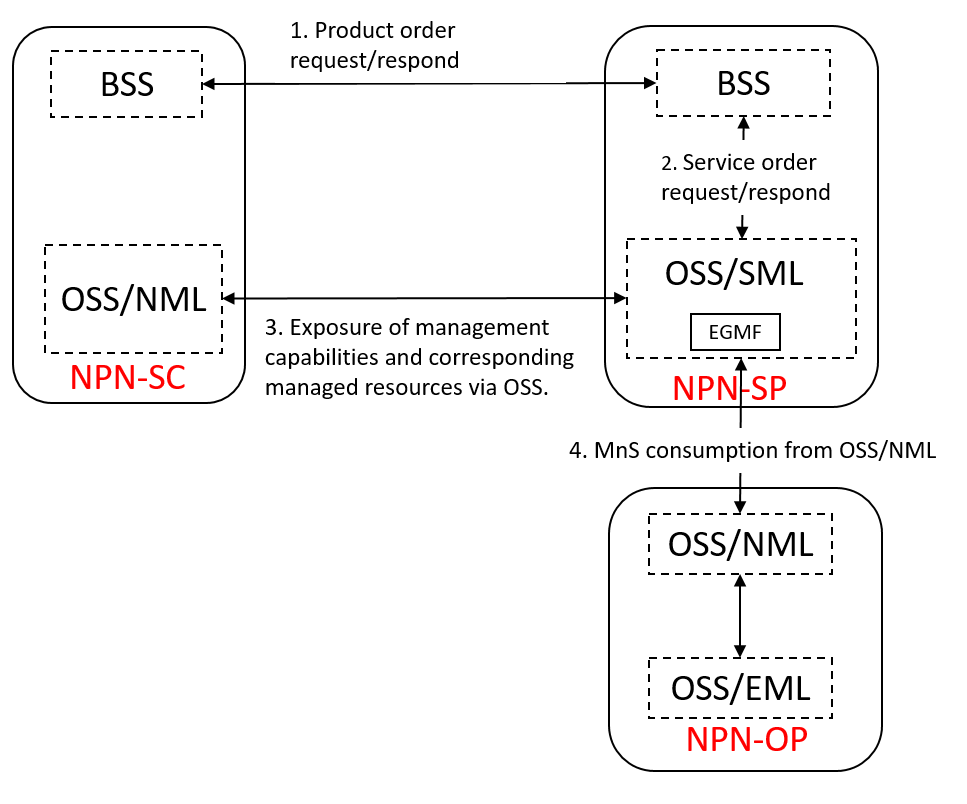 1. Product order
request/respond
BSS
BSS
2. Service order
request/respond
OSS/NML
OSS/SML
EGMF
3. Exposure of management
capabilities and corresponding
managed resources via OSS.
NPN-SC
NPN-SP
4. MnS consumption from OSS/NML
OSS/NML
OSS/EML
NPN-OP